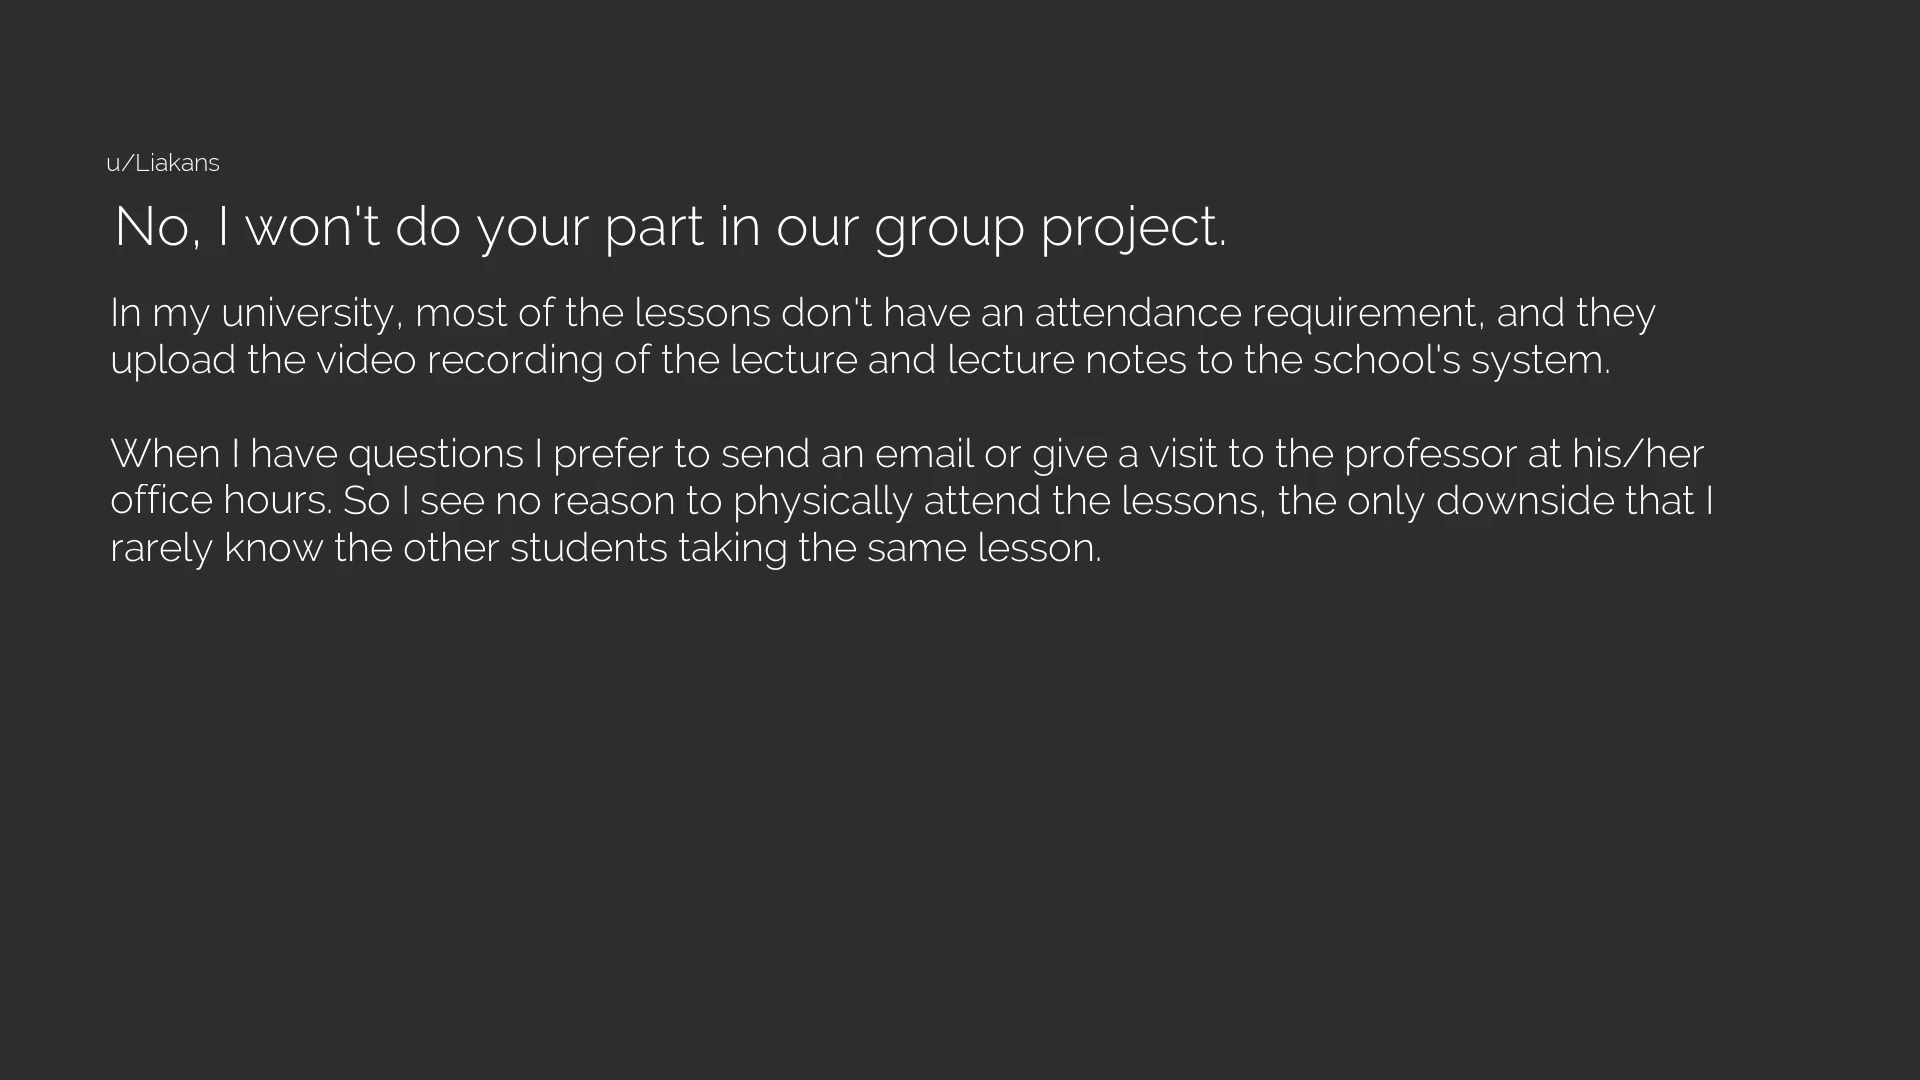 u/Liakans
No, I won't do your part in our group project.
In my university, most of the lessons don't have an attendance requirement, and they
upload the video recording of the lecture and lecture notes to the school's system.
When I have questions I prefer to send an email or give a visit to the professor at his/her
office hours. So I see no reason to physically attend the lessons, the only downside that I
rarely know the other students taking the same lesson.